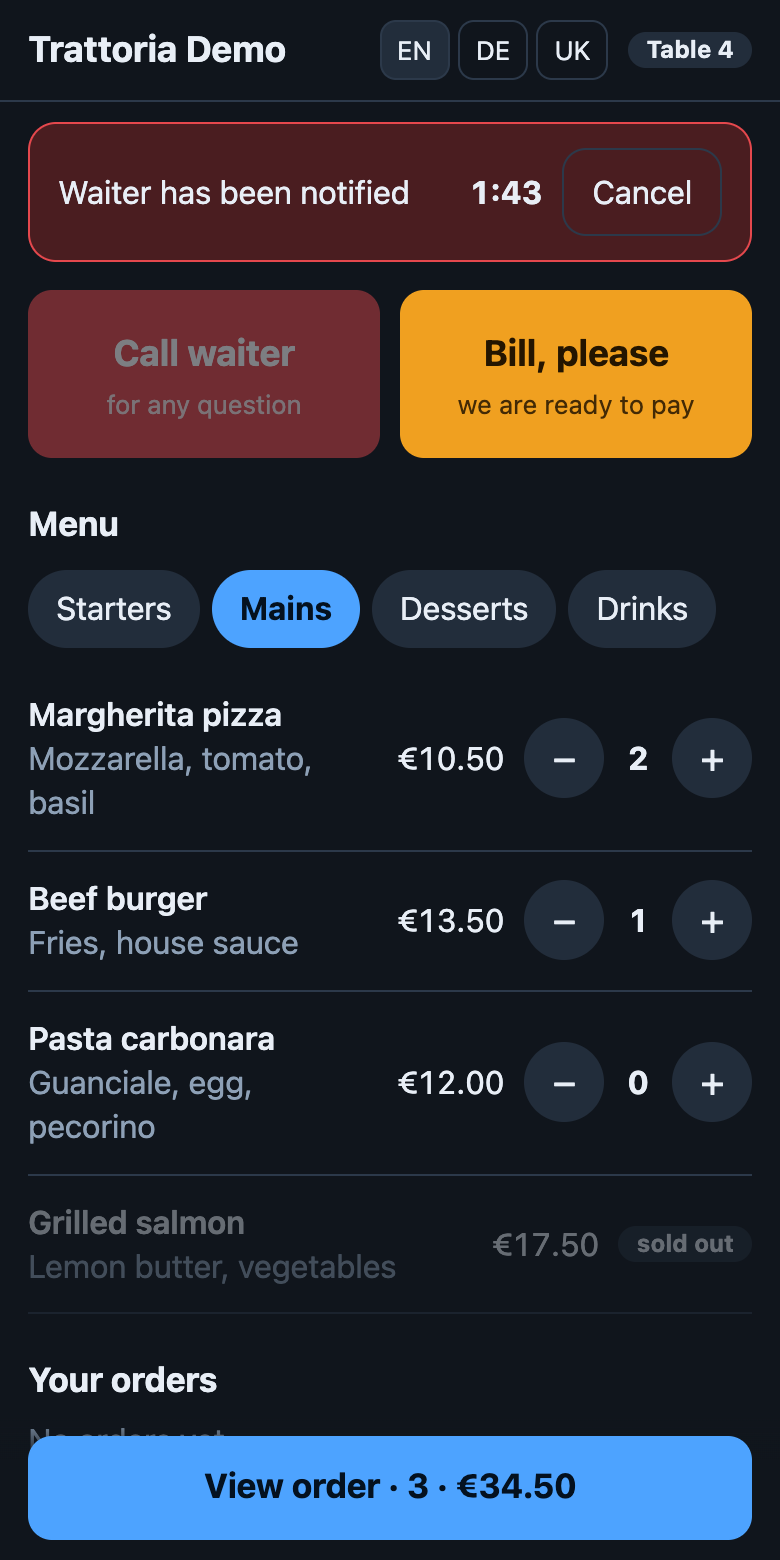 Trattoria Demo EN DE UK Table 4
Waiter has been notified 1:43 Cancel
Call waiter
for any question
Bill, please
we are ready to pay
Menu
Starters Mains Desserts Drinks
Margherita pizza
Mozzarella, tomato,
basil
€10.50 − 2 +
Beef burger
Fries, house sauce
€13.50 − 1 +
Pasta carbonara
Guanciale, egg,
pecorino
€12.00 − 0 +
Grilled salmon
Lemon butter, vegetables
€17.50 sold out
Your orders
No orders yet
View order · 3 · €34.50